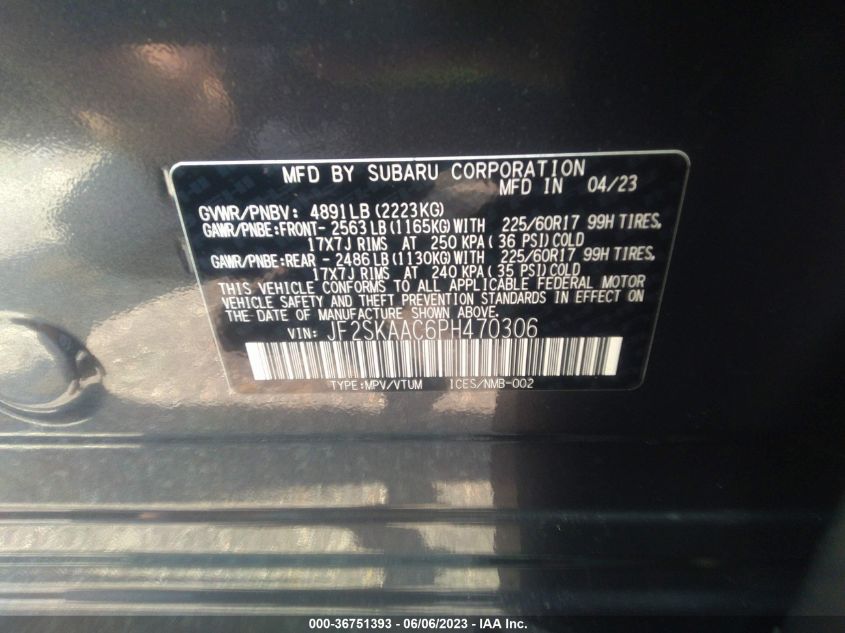 MFD BY SUBARU CORPORATION
MFD IN 04/23
GVWR/PNBV: 4891LB(2223KG)
GAWR/PNBE:FRONT- 2563LB(1165KG)WITH 225/60R17 99H TIRES,
17X7J RIMS AT 250 KPA( 36 PSI)COLD
GAWR/PNBE:REAR - 2486LB(1130KG)WITH 225/60R17 99H TIRES,
17X7J RIMS AT 240 KPA( 35 PSI)COLD
THIS VEHICLE CONFORMS TO ALL APPLICABLE FEDERAL MOTOR
VEHICLE SAFETY AND THEFT PREVENTION STANDARDS IN EFFECT ON
THE DATE OF MANUFACTURE SHOWN ABOVE.
VIN: JF2SKAAC6PH470306
TYPE:MPV/VTUM ICES/NMB-002
000-36751393 - 06/06/2023 - IAA Inc.